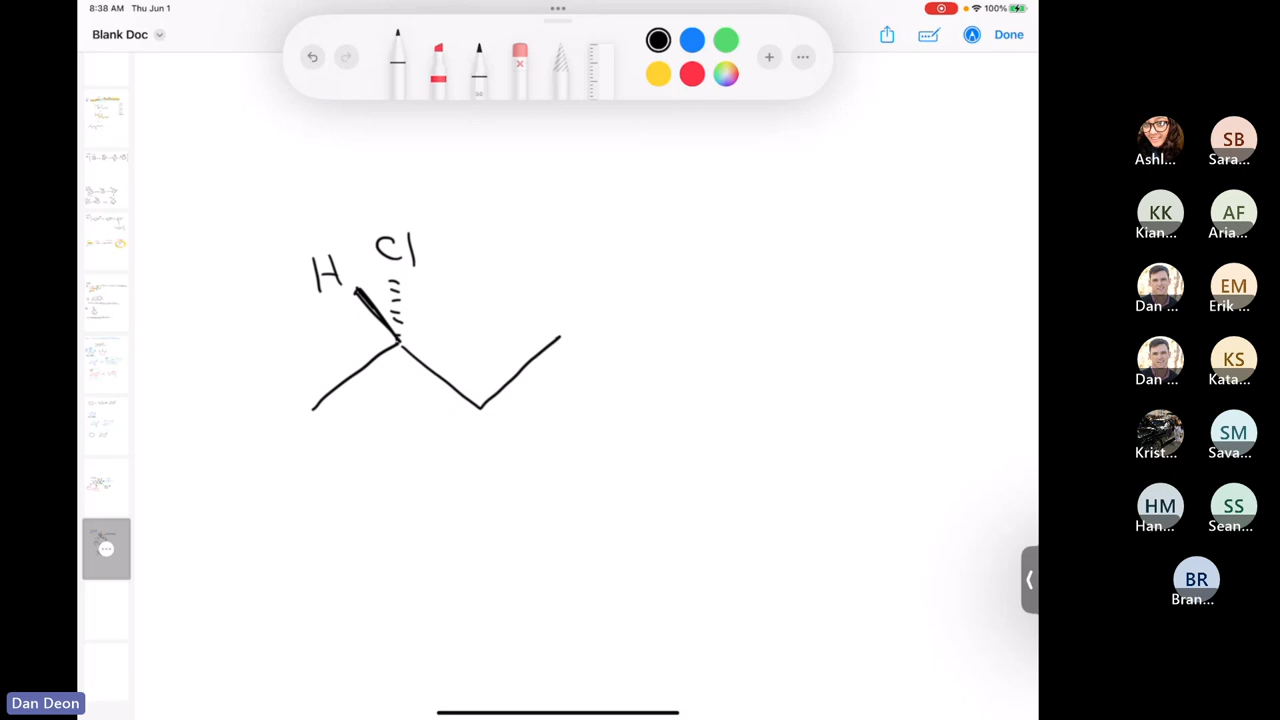 8:38 AM Thu Jun 1
100%
Blank Doc
Done
Cl
H
Ashl...
SB
Sara...
KK
Kian...
AF
Aria...
Dan ...
EM
Erik ...
Dan ...
KS
Kata...
Krist...
SM
Sava...
HM
Han...
SS
Sean...
BR
Bran...
Dan Deon